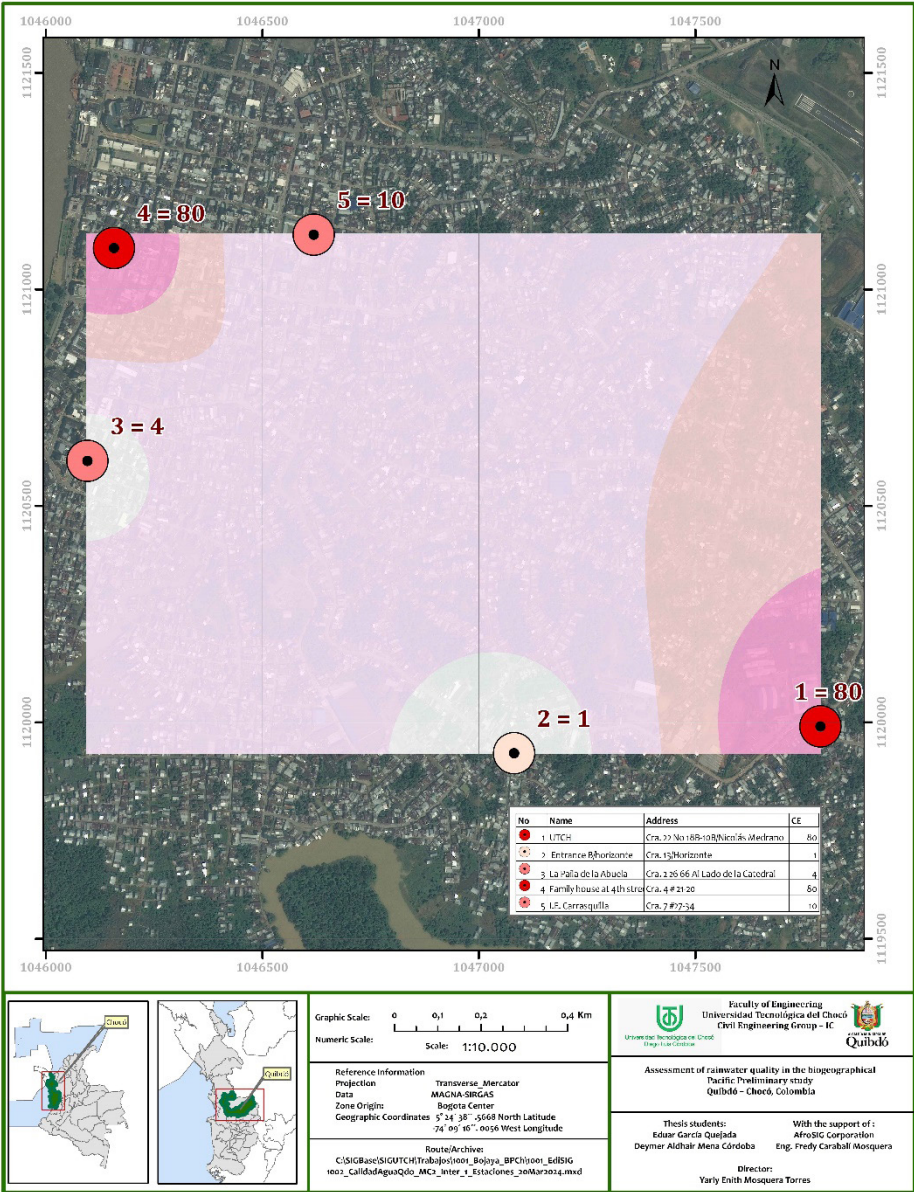 1046000 1046500 1047000 1047500
1121500
1121500
N
4 = 80
5 = 10
1121000
1121000
3 = 4
1120500
1120500
1 = 80
2 = 1
1120000
1120000
No Name Address CE
1 UTCH Cra. 22 No 18B-10B/Nicolás Medrano 80
2 Entrance B/horizonte Cra. 13/Horizonte 1
3 La Paila de la Abuela Cra. 2 26 66 Al Lado de la Catedral 4
4 Family house at 4th stre Cra. 4 # 21 20 80
5 I.E. Carrasquilla Cra. 7 #27-34 10
1119500
1046000 1046500 1047000 1047500
Chocó
Quibdó
Graphic Scale: 0 0,1 0,2 0,4 Km
Numeric Scale: Scale: 1:10.000
Reference Information
Projection Transverse_Mercator
Data MAGNA-SIRGAS
Zone Origin: Bogota Center
Geographic Coordinates 5° 24' 38'' .5668 North Latitude
-74° 09' 16''. 0056 West Longitude
Route/Archive:
C:\SIGBase\SIGUTCH\Trabajos\1001_Bojaya_BPCh\1001_EdiSIG
1002_CalidadAguaQdo_MC2_Inter_1_Estaciones_20Mar2024.mxd
Universidad Tecnológica del Chocó
Diego Luis Córdoba
Faculty of Engineering
Universidad Tecnológica del Chocó
Civil Engineering Group - IC
Quibdó
Assessment of rainwater quality in the biogeographical
Pacific Preliminary study
Quibdó - Chocó, Colombia
Thesis students:
Eduar García Quejada
Deymer Aldhair Mena Córdoba
With the support of :
AfroSIG Corporation
Eng. Fredy Carabalí Mosquera
Director:
Yarly Enith Mosquera Torres